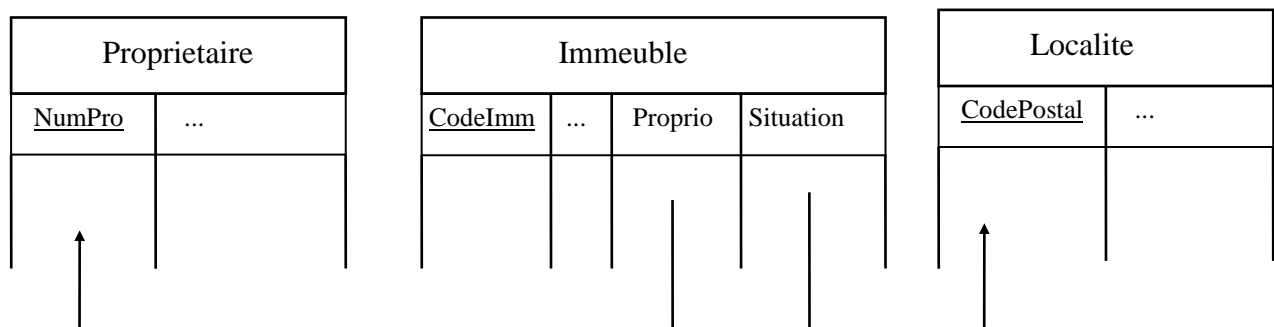 Proprietaire
NumPro ...
Immeuble
CodeImm ... Proprio Situation
Localite
CodePostal ...